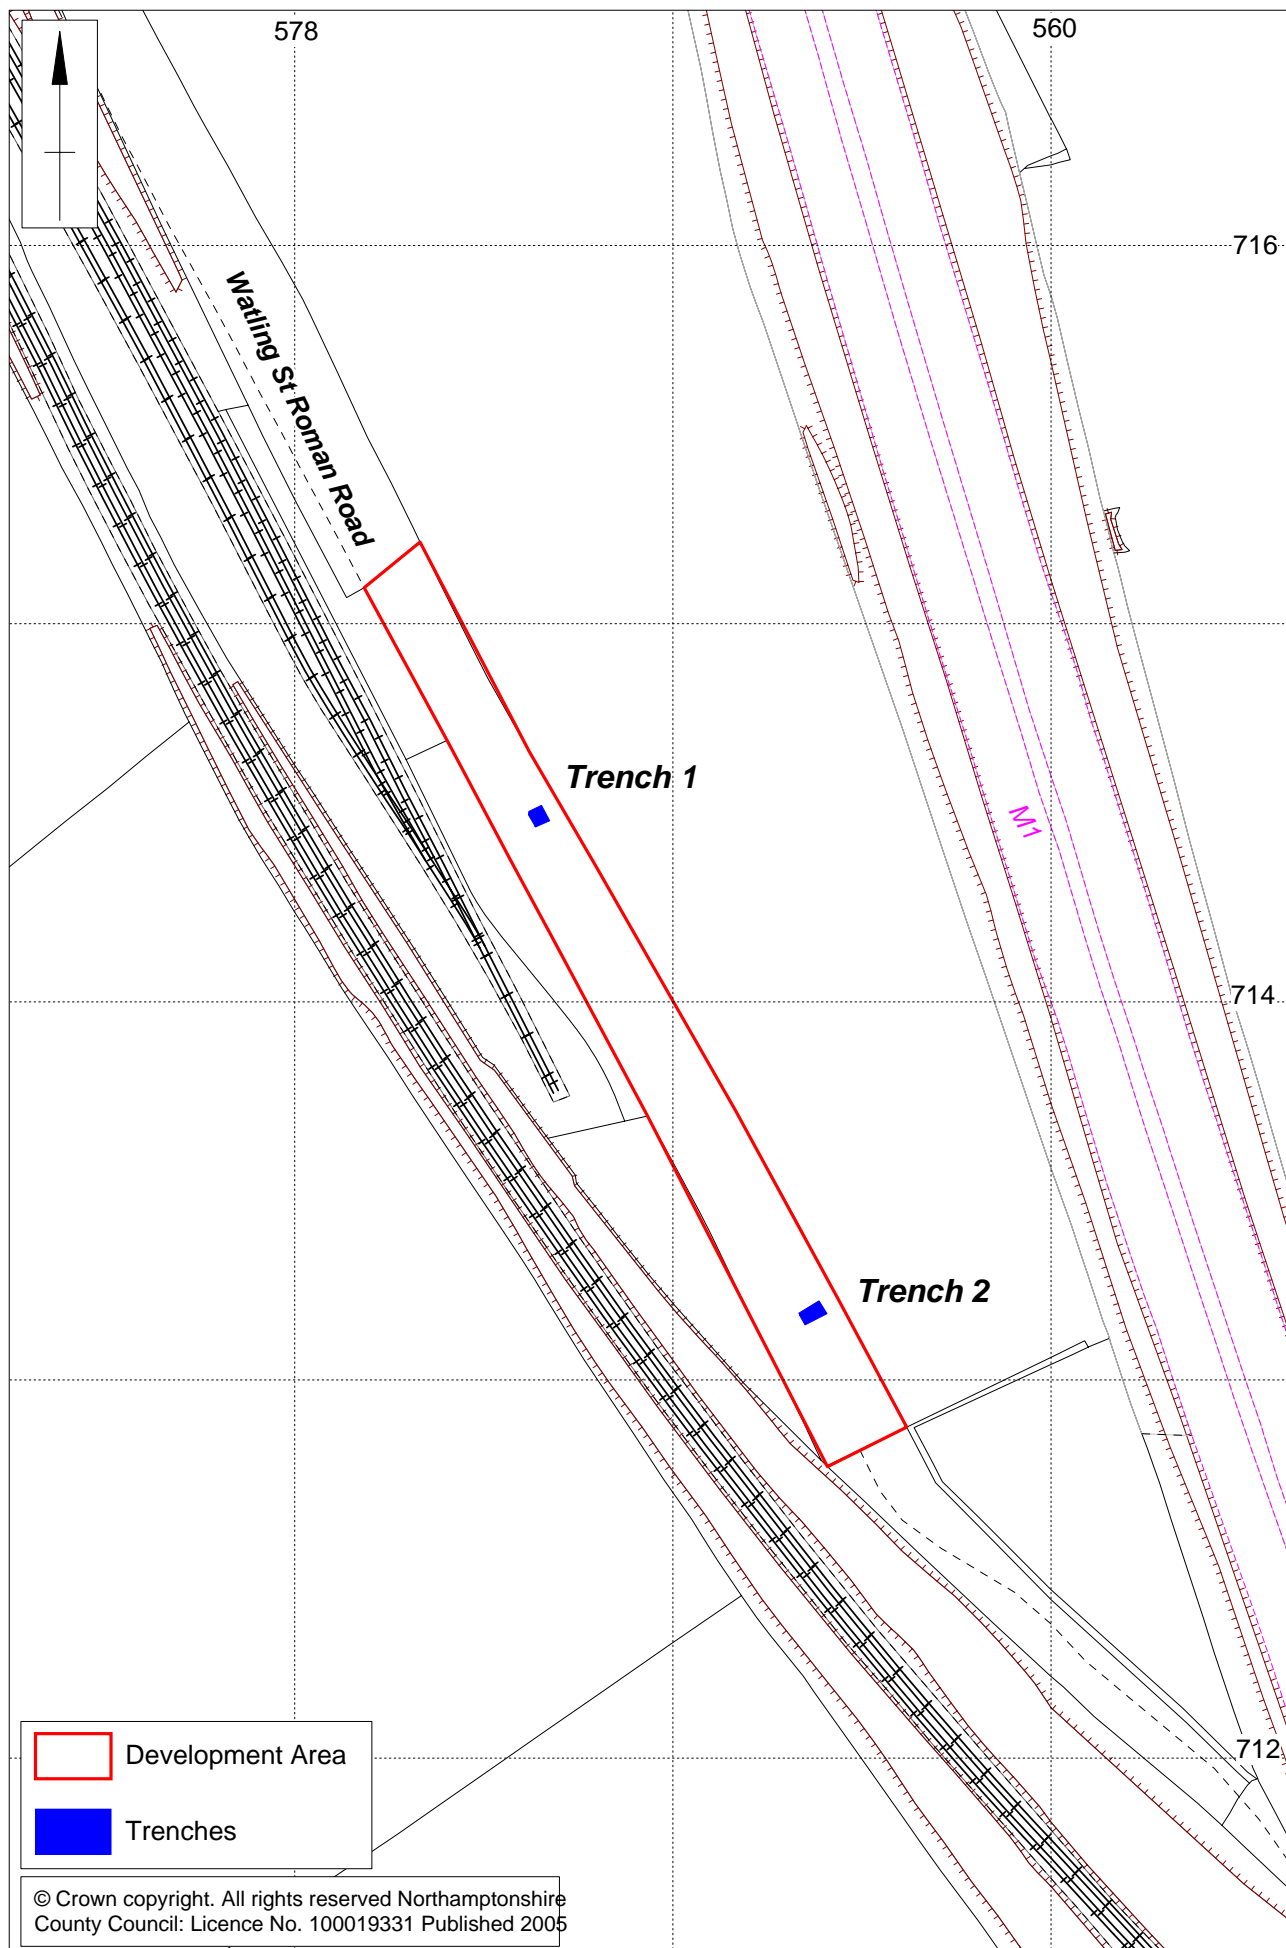 578
560
716
Watling St Roman Road
Trench 1
M1
714
Trench 2
712
Development Area
Trenches
© Crown copyright. All rights reserved Northamptonshire
County Council: Licence No. 100019331 Published 2005